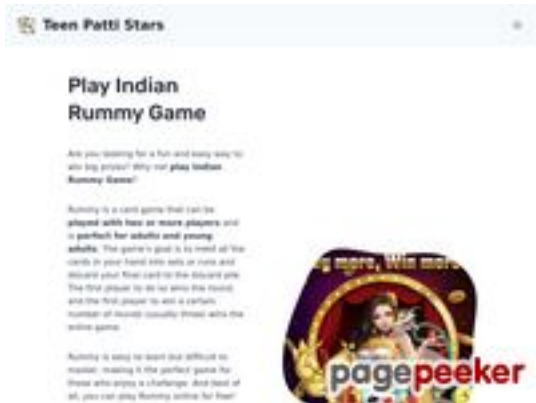 Teen Patti Stars
Play Indian
Rummy Game
Are you looking for a fun and easy way to
win big prizes? Why not play Indian
Rummy Game?
Rummy is a card game that can be
played with two or more players and
is perfect for adults and young
adults. The game's goal is to meld all the
cards in your hand into sets or runs and
discard your final card to the discard pile.
The first player to do so wins the round,
and the first player to win a certain
number of rounds (usually three) wins the
entire game.
Rummy is easy to learn but difficult to
master, making it the perfect game for
those who enjoy a challenge. And best of
all, you can play Rummy online for free!
more, Win more
pagepeeker